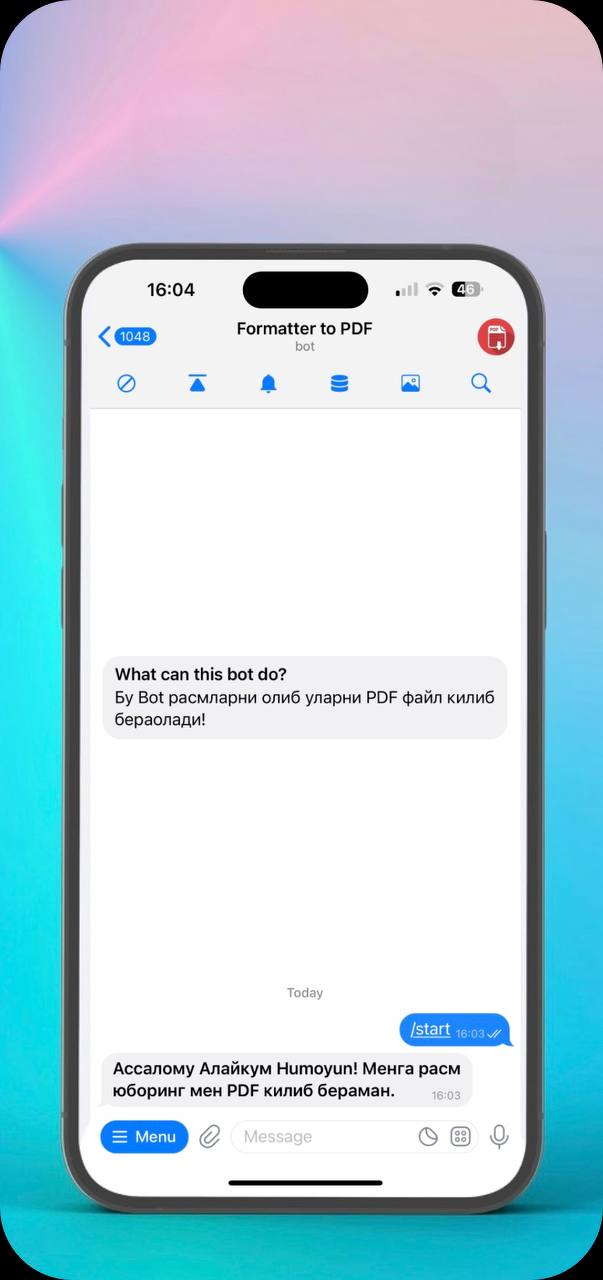 16:04
46
1048
Formatter to PDF
bot
PDF
What can this bot do?
Бу Bot расмларни олиб уларни PDF файл килиб
бераолади!
Today
/start 16:03
Ассалому Алайкум Humoyun! Менга расм
юборинг мен PDF килиб бераман. 16:03
Menu
Message